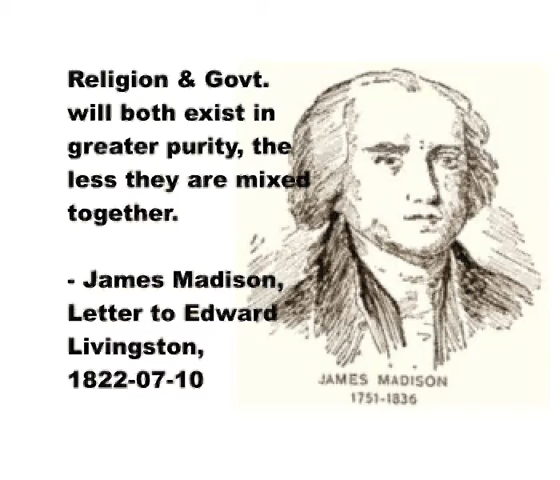 Religion & Govt.
will both exist in
greater purity, the
less they are mixed
together.
- James Madison,
Letter to Edward
Livingston,
1822-07-10
JAMES MADISON
1751-1836